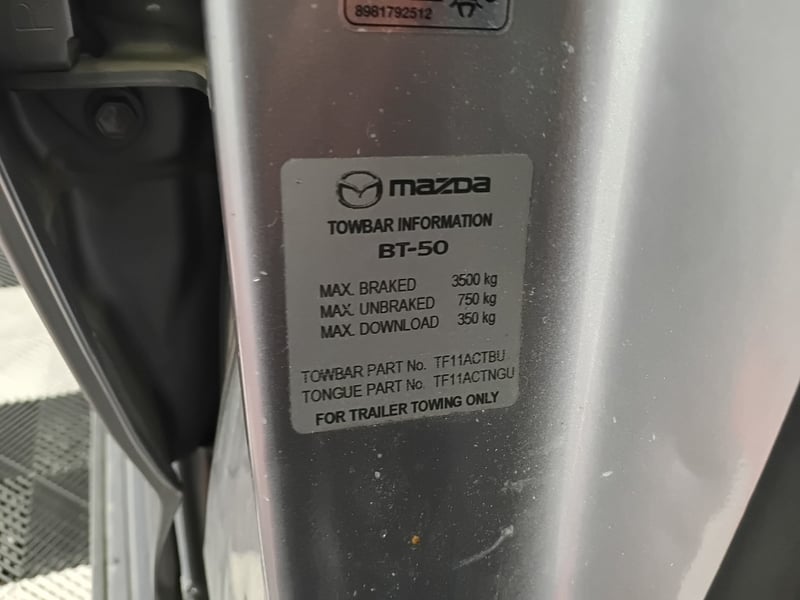 8981792512
mazda
TOWBAR INFORMATION
BT-50
MAX. BRAKED 3500 kg
MAX. UNBRAKED 750 kg
MAX. DOWNLOAD 350 kg
TOWBAR PART No. TF11ACTBU
TONGUE PART No. TF11ACTNGU
FOR TRAILER TOWING ONLY